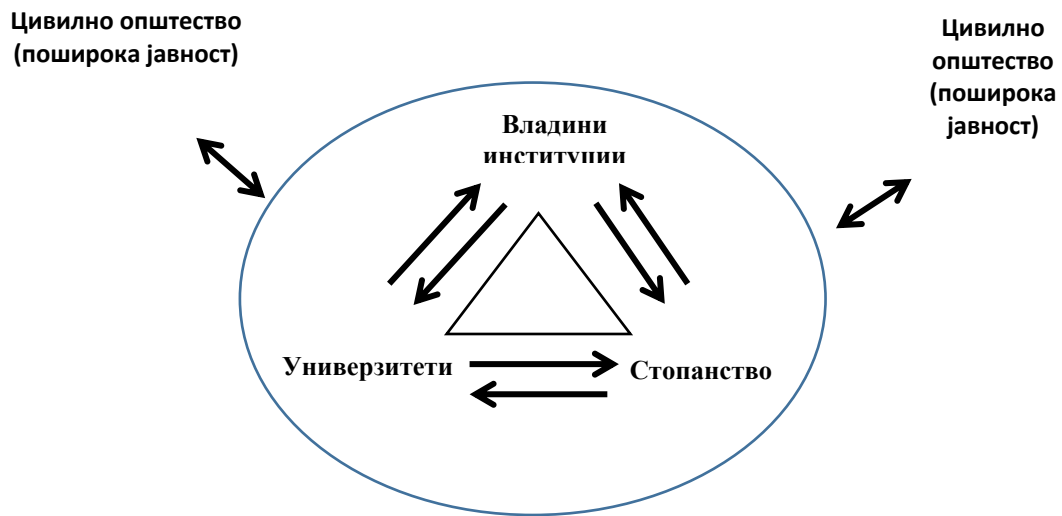 Цивилно општество
(поширока јавност)
Цивилно
општество
(поширока
јавност)
Владини
институции
Универзитети
Стопанство